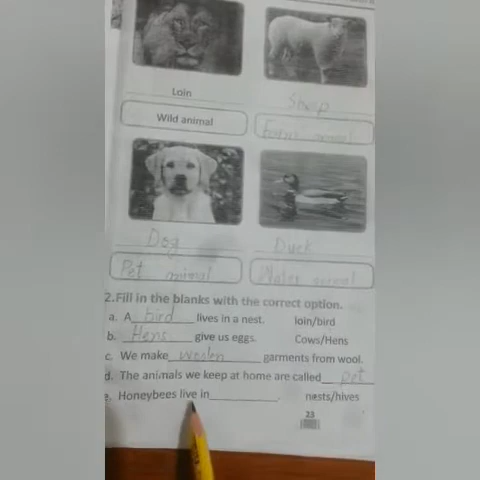 Loin
Sheep
Wild animal
Farm animal
Dog
Duck
Pet animal
Water animal
2.Fill in the blanks with the correct option.
a. A bird lives in a nest. loin/bird
b. Hens give us eggs. Cows/Hens
c. We make woolen garments from wool.
d. The animals we keep at home are called pet
e. Honeybees live in__________. nests/hives
23